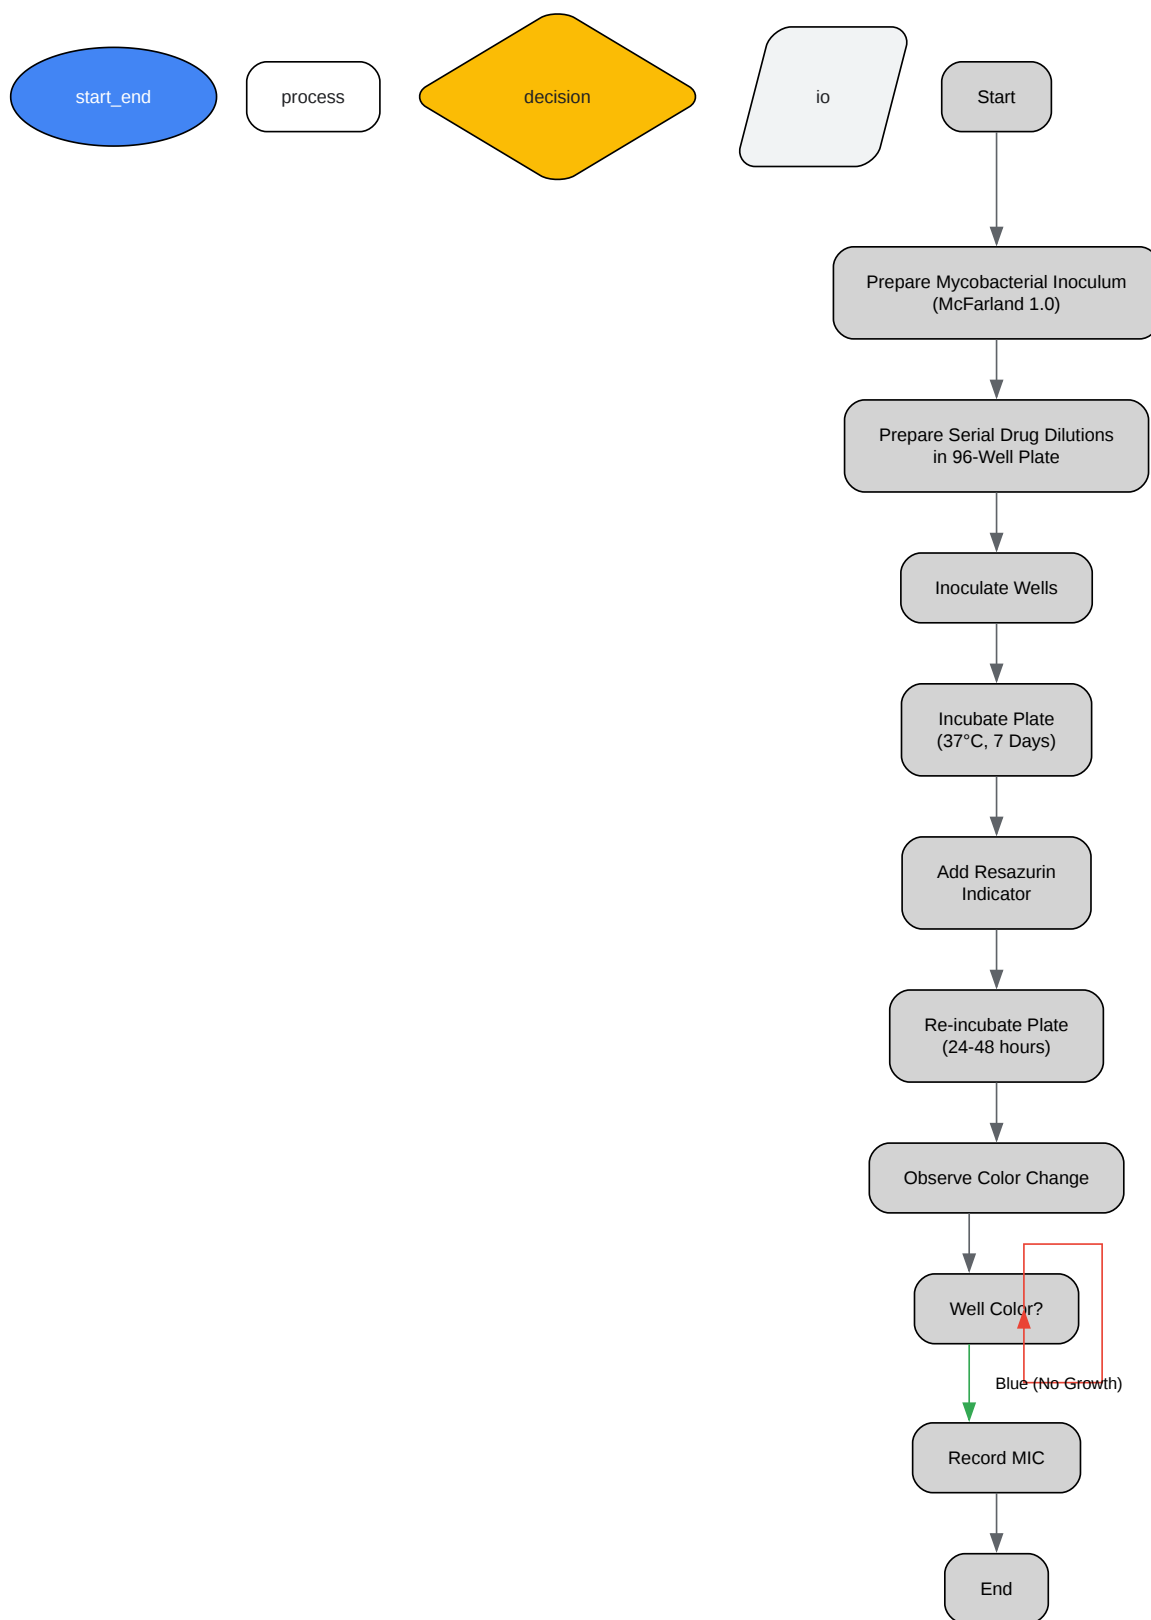 start_end
process
decision
io
Start
Prepare Mycobacterial Inoculum
(McFarland 1.0)
Prepare Serial Drug Dilutions
in 96-Well Plate
Inoculate Wells
Incubate Plate
(37°C, 7 Days)
Add Resazurin
Indicator
Re-incubate Plate
(24-48 hours)
Observe Color Change
Well Color?
Blue (No Growth)
Record MIC
End